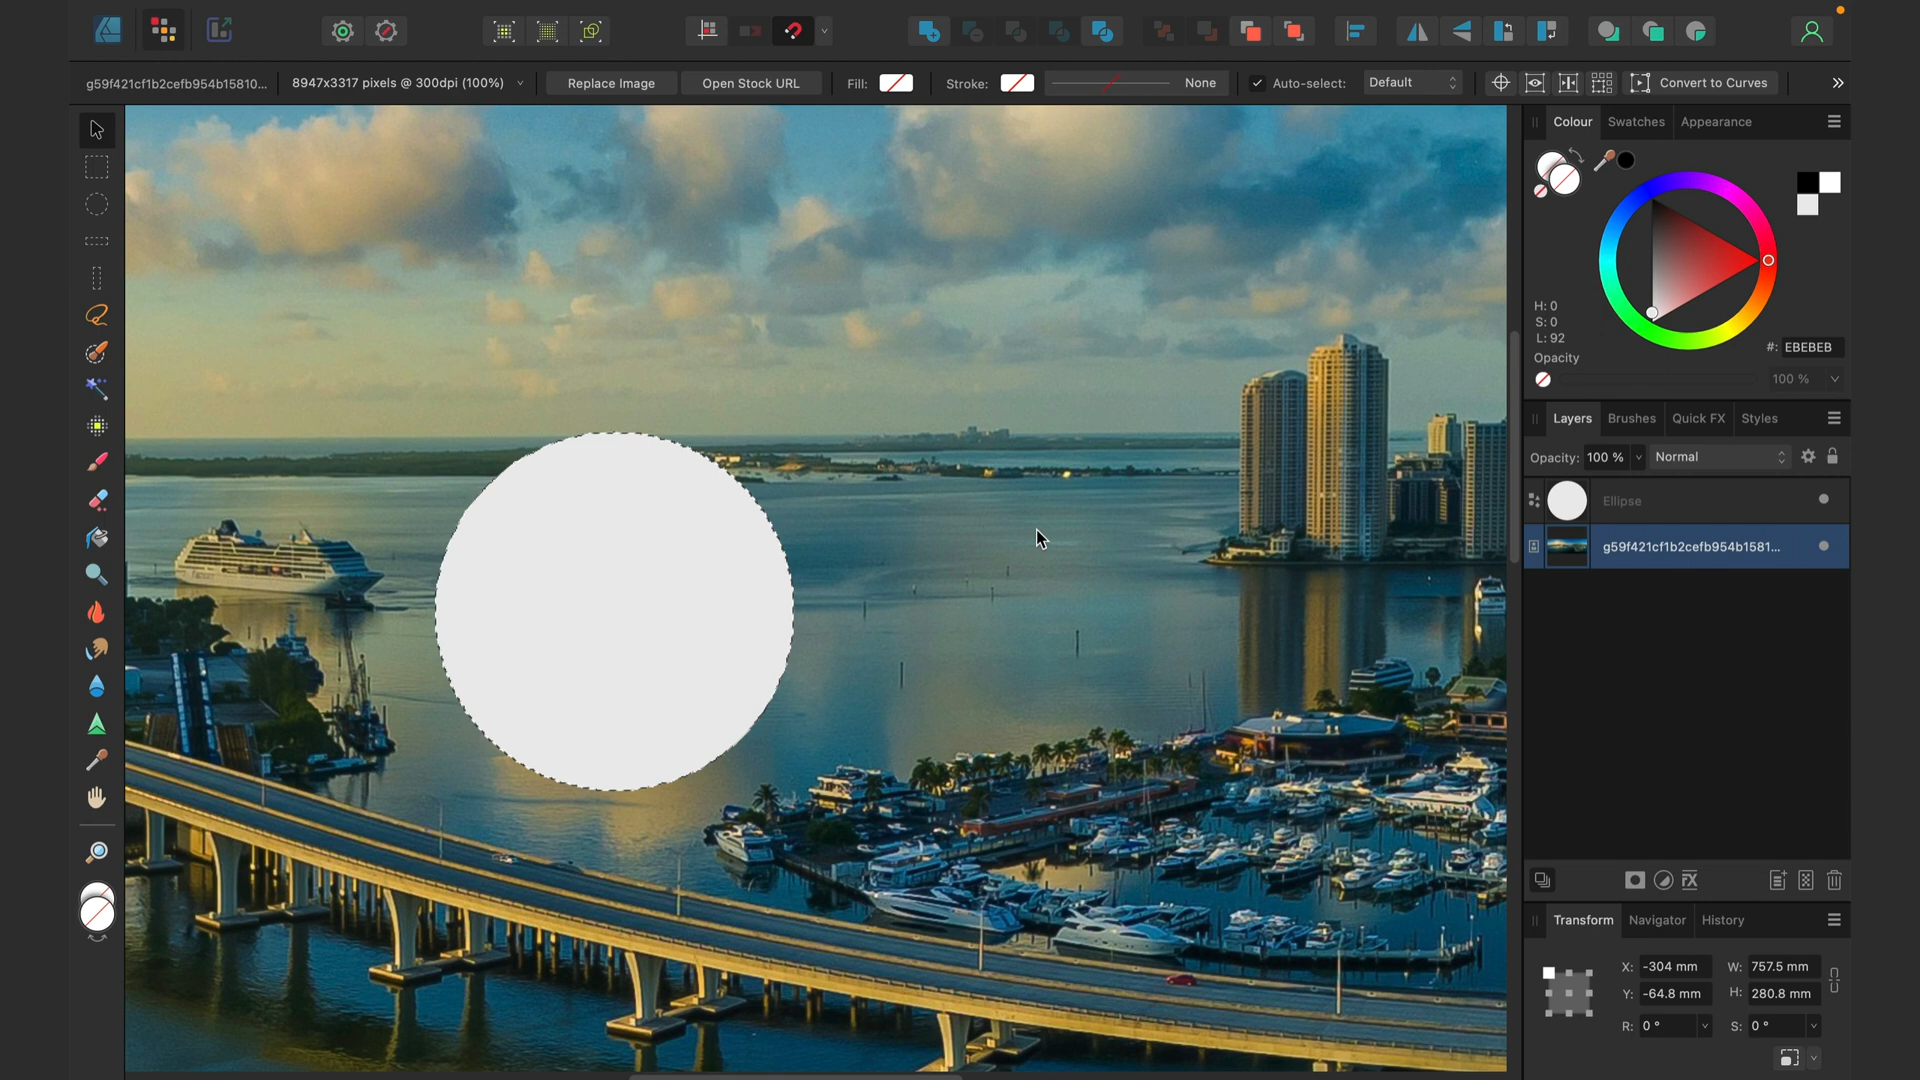 g59f421cf1b2cefb954b15810... 8947x3317 pixels @ 300dpi (100%) Replace Image Open Stock URL Fill: Stroke: None Auto-select: Default Convert to Curves
Colour Swatches Appearance
H: 0
S: 0
L: 92
#: EBEBEB
Opacity
100 %
Layers Brushes Quick FX Styles
Opacity: 100 % Normal
Ellipse
g59f421cf1b2cefb954b1581...
FX
Transform Navigator History
X: -304 mm W: 757.5 mm
Y: -64.8 mm H: 280.8 mm
R: 0 ° S: 0 °